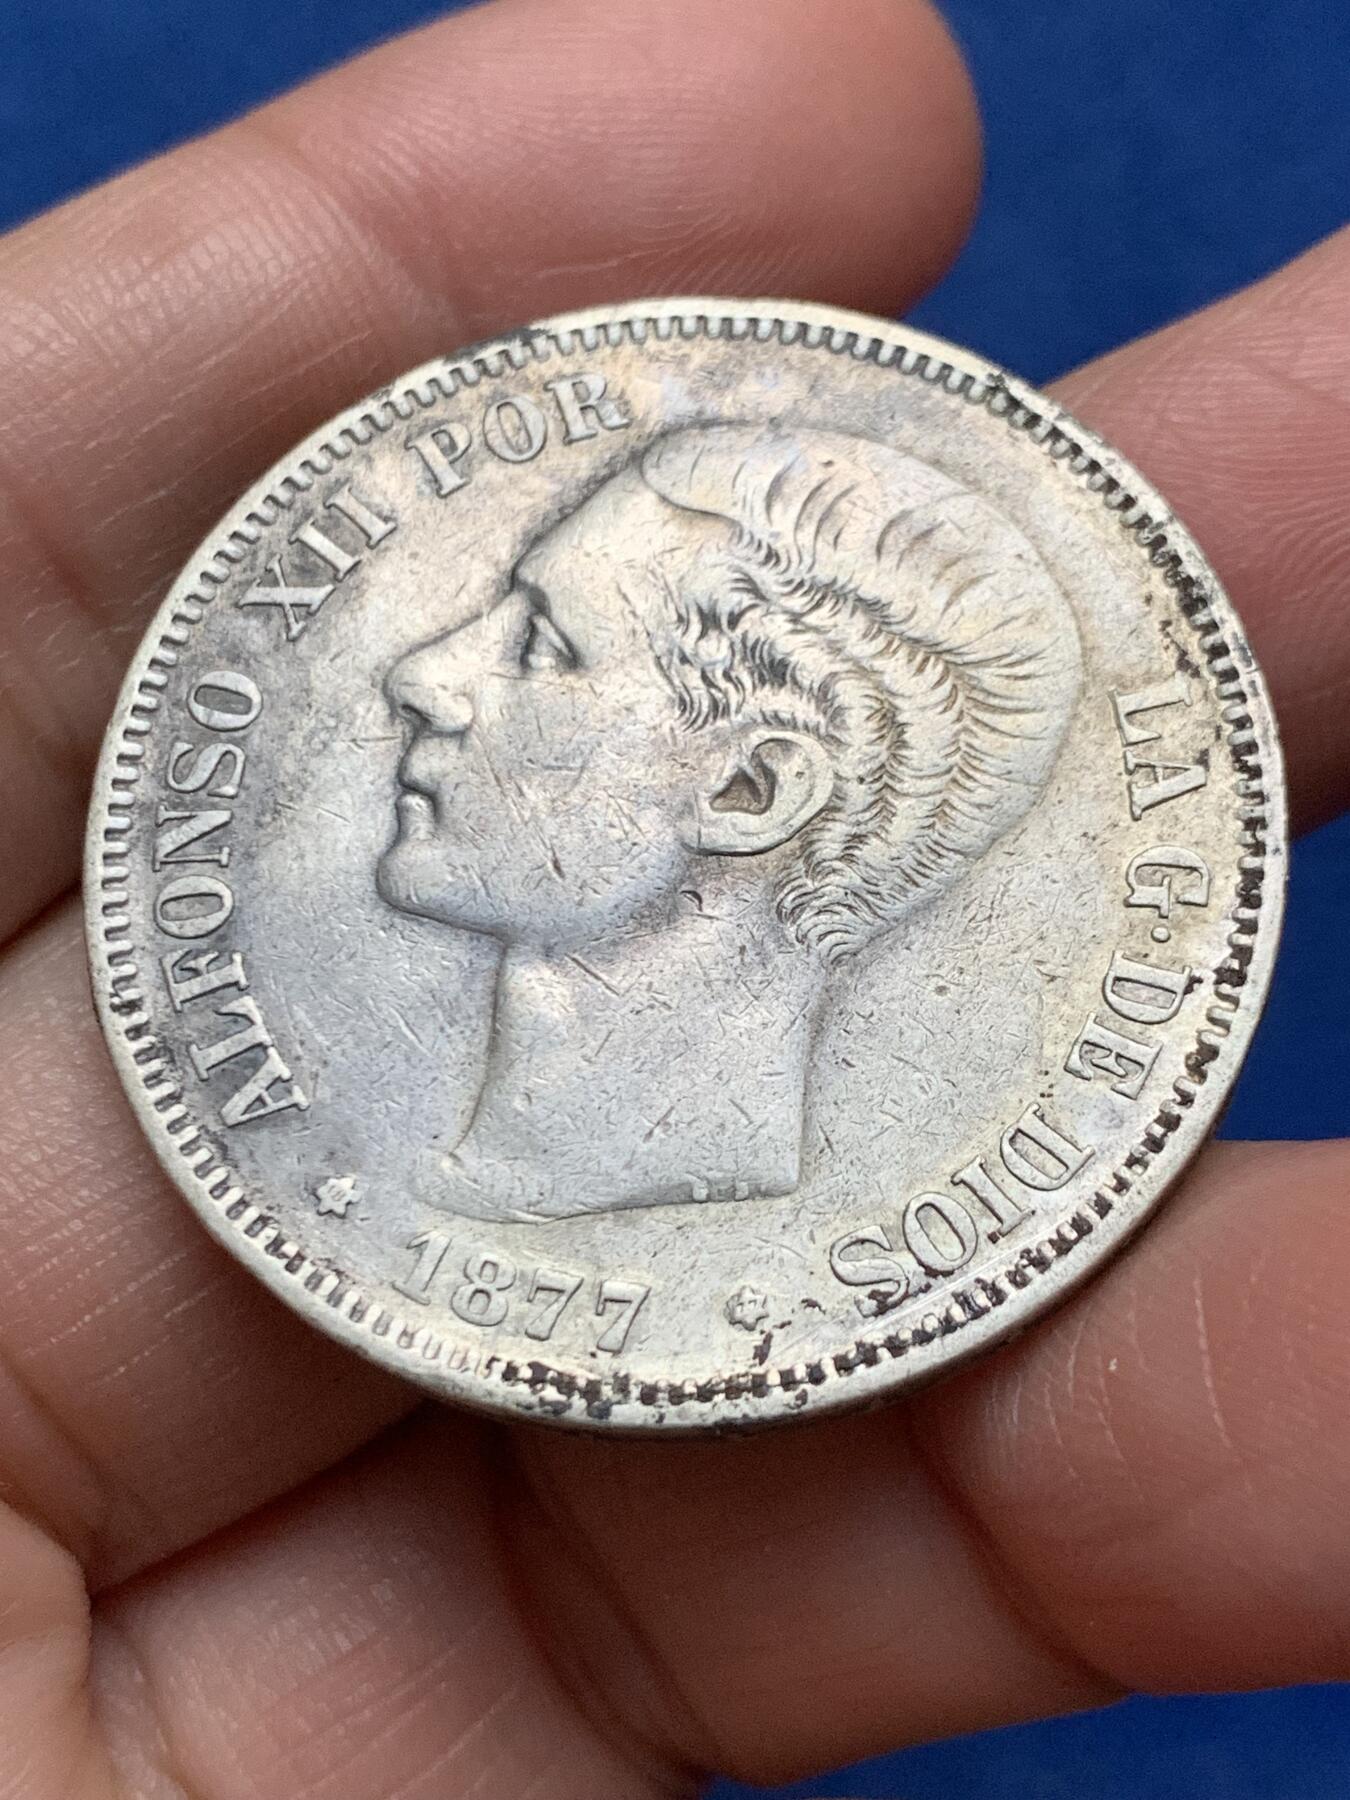 ALFONSO XII POR
LA G·DE DIOS
1877